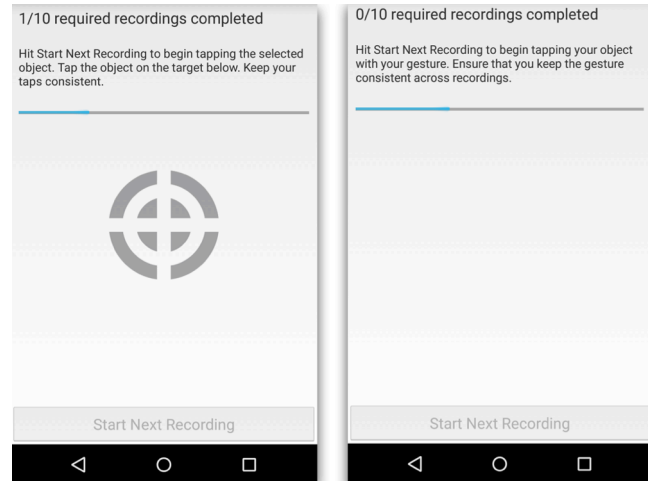 1/10 required recordings completed
Hit Start Next Recording to begin tapping the selected
object. Tap the object on the target below. Keep your
taps consistent.
Start Next Recording
0/10 required recordings completed
Hit Start Next Recording to begin tapping your object
with your gesture. Ensure that you keep the gesture
consistent across recordings.
Start Next Recording